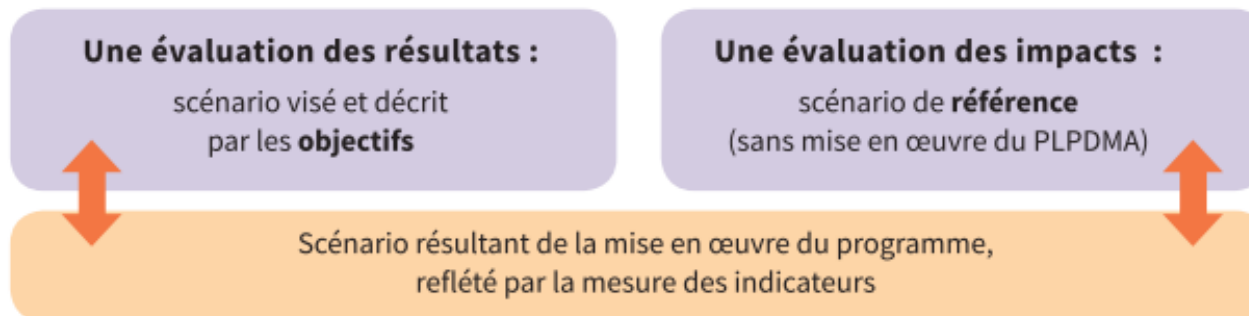 Une évaluation des résultats :
scénario visé et décrit
par les objectifs
Une évaluation des impacts :
scénario de référence
(sans mise en œuvre du PLPDMA)
Scénario résultant de la mise en œuvre du programme,
reflété par la mesure des indicateurs